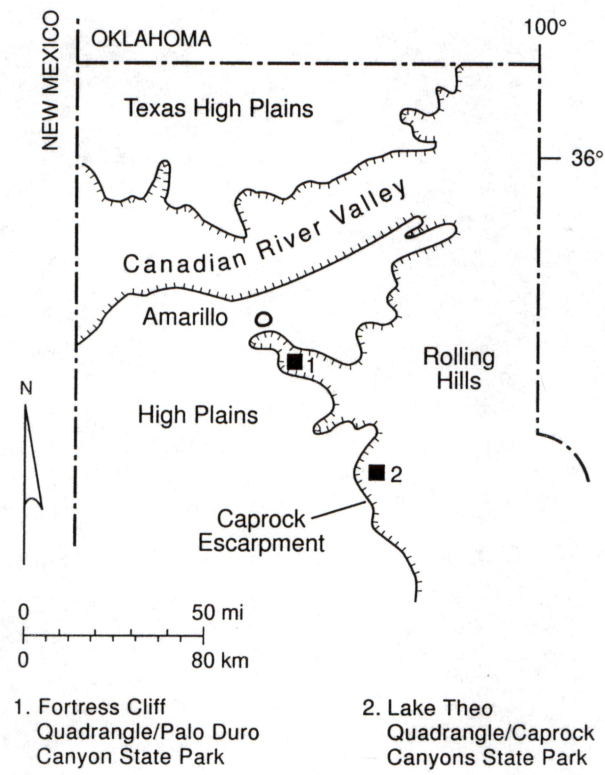 100°
OKLAHOMA
NEW MEXICO
Texas High Plains
36°
Canadian River Valley
Amarillo
1
Rolling
Hills
N
High Plains
2
Caprock
Escarpment
0 50 mi
0 80 km
1. Fortress Cliff
Quadrangle/Palo Duro
Canyon State Park
2. Lake Theo
Quadrangle/Caprock
Canyons State Park